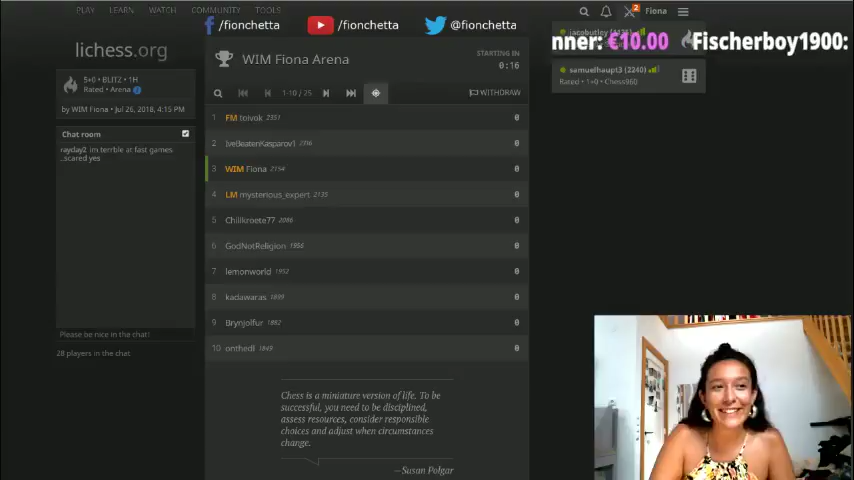 PLAY LEARN WATCH COMMUNITY TOOLS
Fiona
2
/fionchetta /fionchetta @fionchetta
lichess.org
WIM Fiona Arena
STARTING IN
0:16
nner: €10.00 Fischerboy1900:
samuelhaupt3 (2240)
Rated • 1+0 • Chess960
5+0 • BLITZ • 1H
Rated • Arena
by WIM Fiona • Jul 26, 2018, 4:15 PM
1-10 / 25
WITHDRAW
Chat room
rayday2 im terrble at fast games
..scared yes
1 FM toivok 2351 0
2 IveBeatenKasparov1 0
3 WIM Fiona 2154 0
4 LM mysterious_expert 2135 0
5 Chillkroete77 2086 0
6 GodNotReligion 1986 0
7 lemonworld 1952 0
8 kadawaras 0
9 Brynjolfur 1882 0
10 onthedl 1849 0
Please be nice in the chat!
28 players in the chat
Chess is a miniature version of life. To be
successful, you need to be disciplined,
assess resources, consider responsible
choices and adjust when circumstances
change.
—Susan Polgar